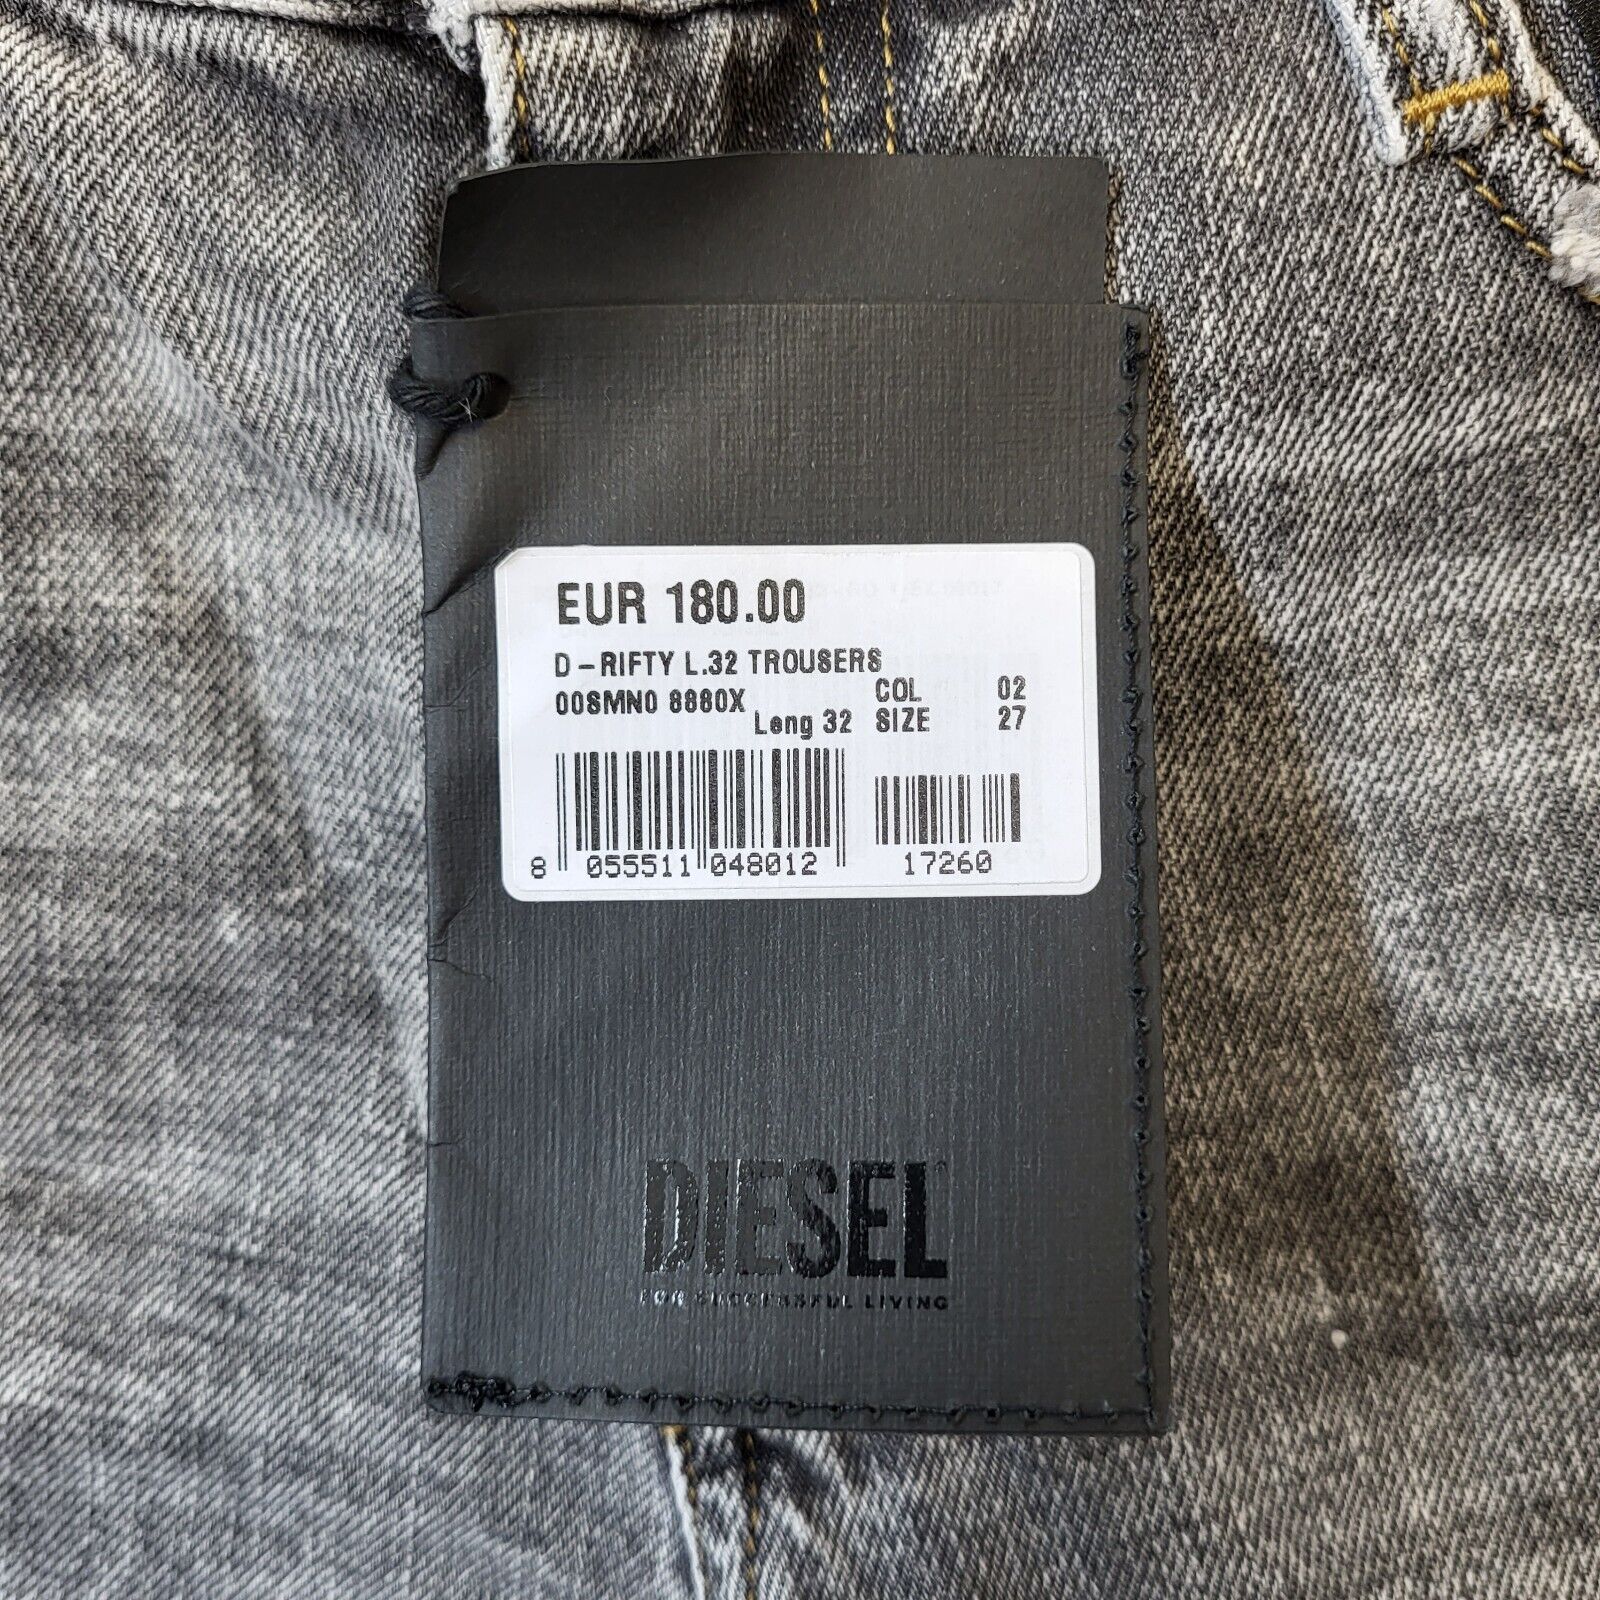 EUR 180.00
D-RIFTY L.32 TROUSERS
00SMN0 8880X COL 02
Leng 32 SIZE 27
8 055511 048012 17260
DIESEL
FOR SUCCESSFUL LIVING